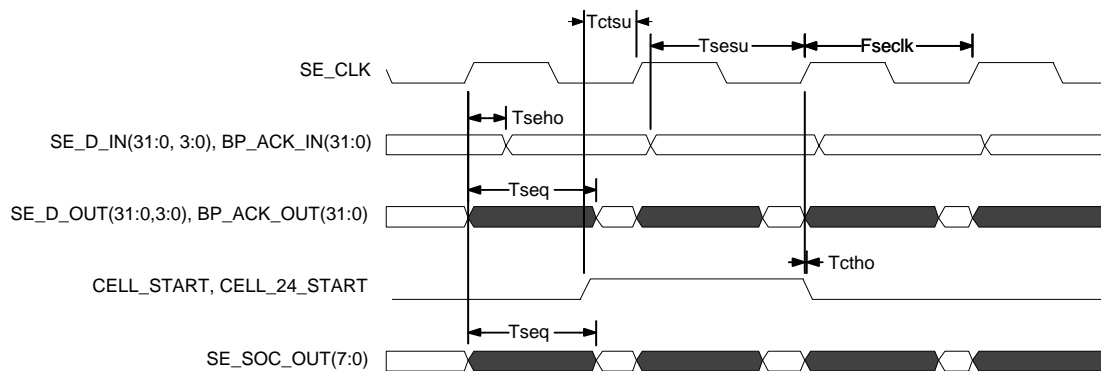 Tctsu
Tsesu
Fseclk
SE_CLK
Tseho
SE_D_IN(31:0, 3:0), BP_ACK_IN(31:0)
Tseq
SE_D_OUT(31:0,3:0), BP_ACK_OUT(31:0)
Tctho
CELL_START, CELL_24_START
Tseq
SE_SOC_OUT(7:0)